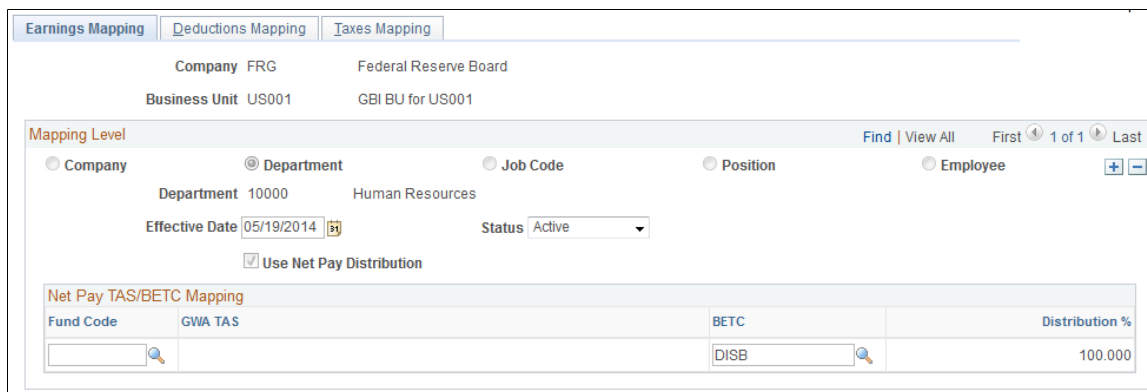 Earnings Mapping Deductions Mapping Taxes Mapping
Company FRG Federal Reserve Board
Business Unit US001 GBI BU for US001
Mapping Level Find | View All First 1 of 1 Last
Company Department Job Code Position Employee
Department 10000 Human Resources
Effective Date 05/19/2014 31 Status Active
Use Net Pay Distribution
Net Pay TAS/BETC Mapping
Fund Code GWA TAS BETC Distribution %
DISB 100.000